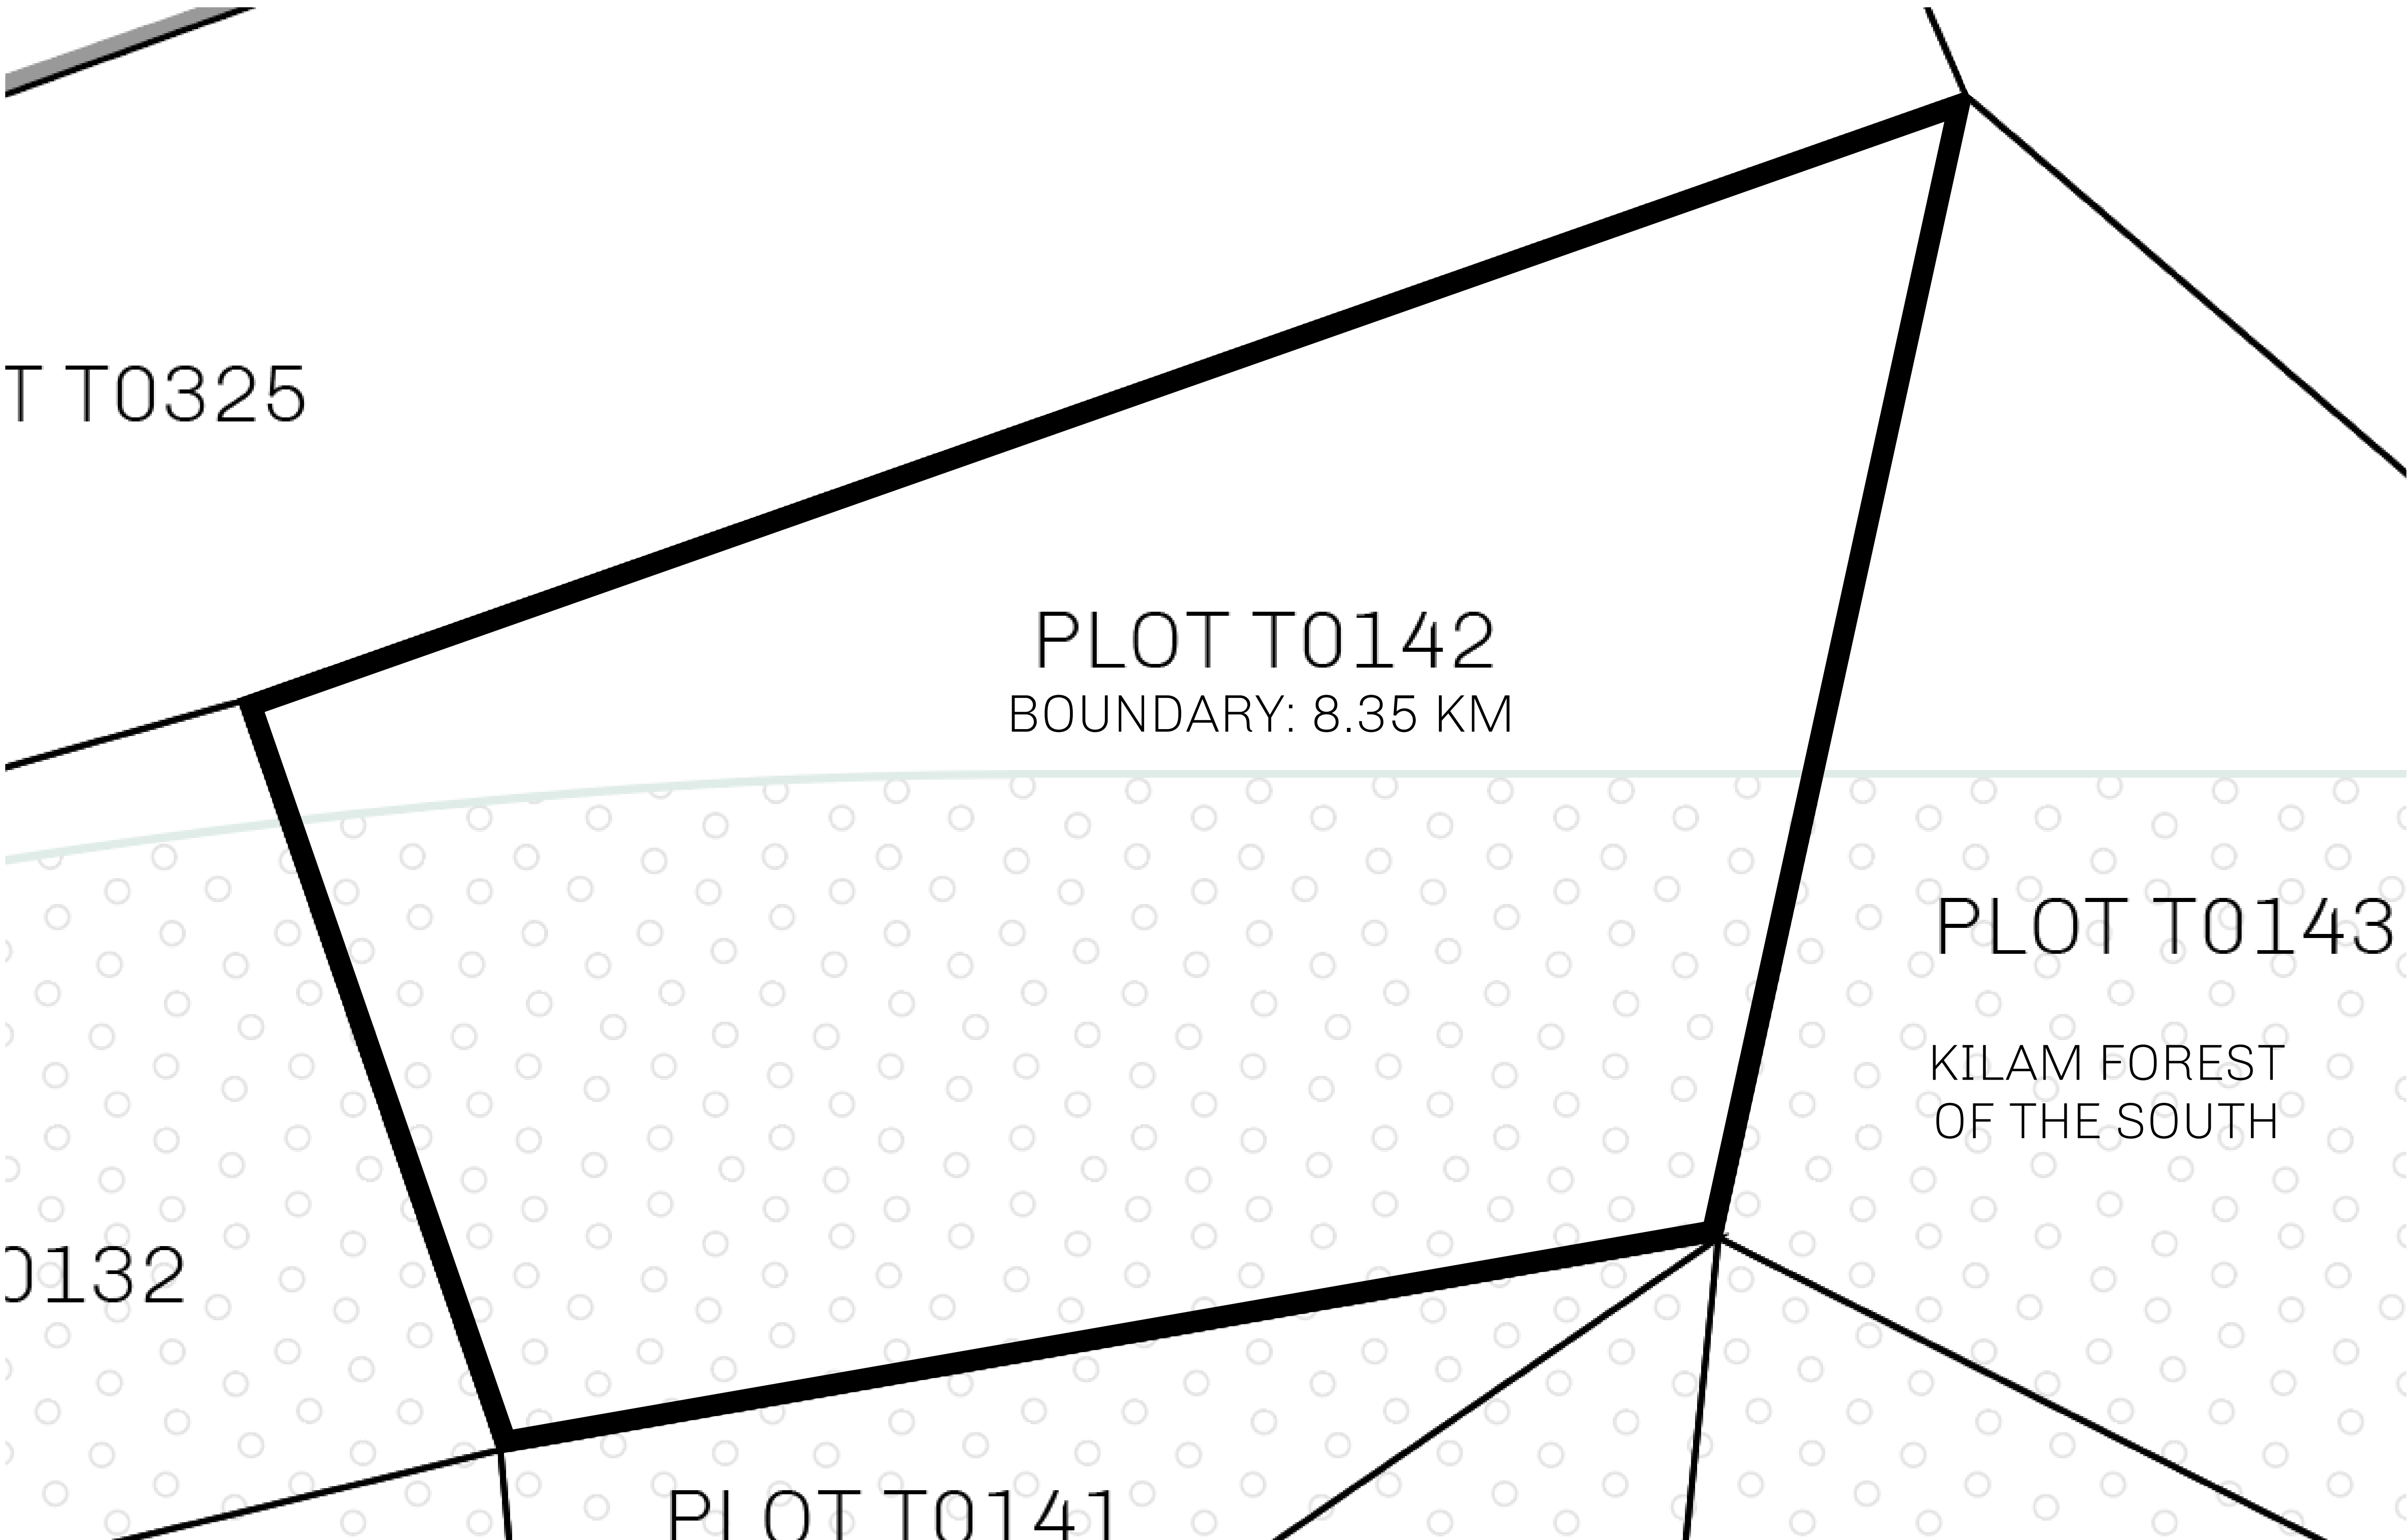 T T0325
PLOT T0142
BOUNDARY: 8.35 KM
PLOT T0143
KILAM FOREST
OF THE SOUTH
0132
PLOT T0141